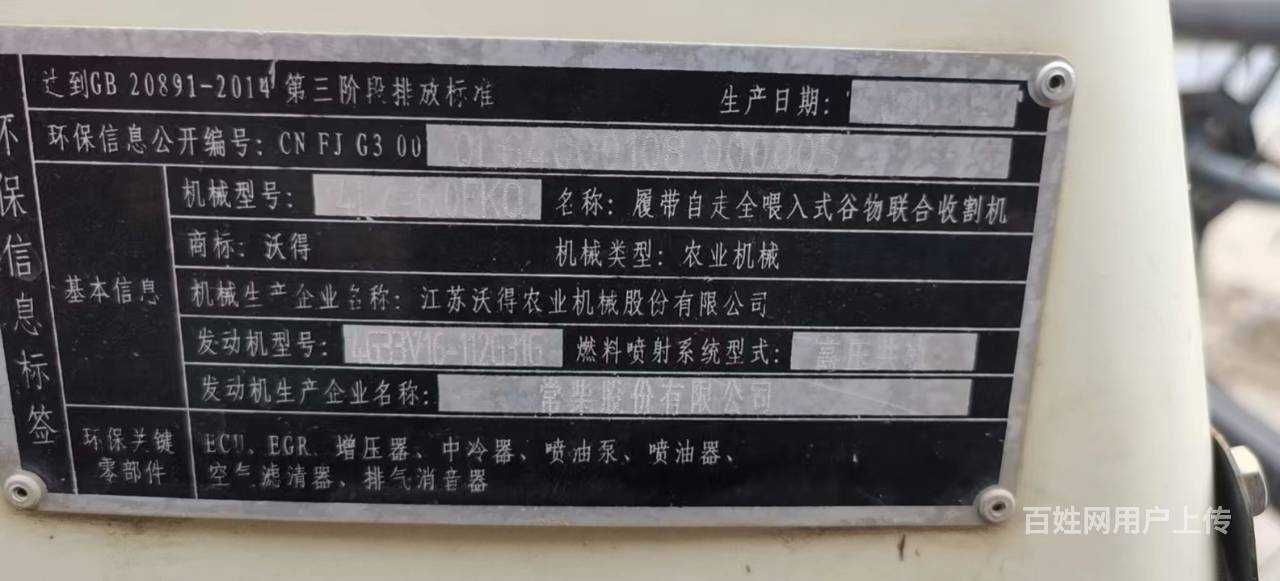 环保信息标签
达到GB 20891-2014 第三阶段排放标准 生产日期:
环保信息公开编号: CN FJ G3 00 000005
机械型号: 名称: 履带自走全喂入式谷物联合收割机
商标: 沃得 机械类型: 农业机械
基本信息
机械生产企业名称: 江苏沃得农业机械股份有限公司
发动机型号: 4G33V16-112G31G 燃料喷射系统型式: 高压共轨
发动机生产企业名称: 常柴股份有限公司
环保关键零部件
ECU、EGR、增压器、中冷器、喷油泵、喷油器、
空气滤清器、排气消音器
百姓网用户上传